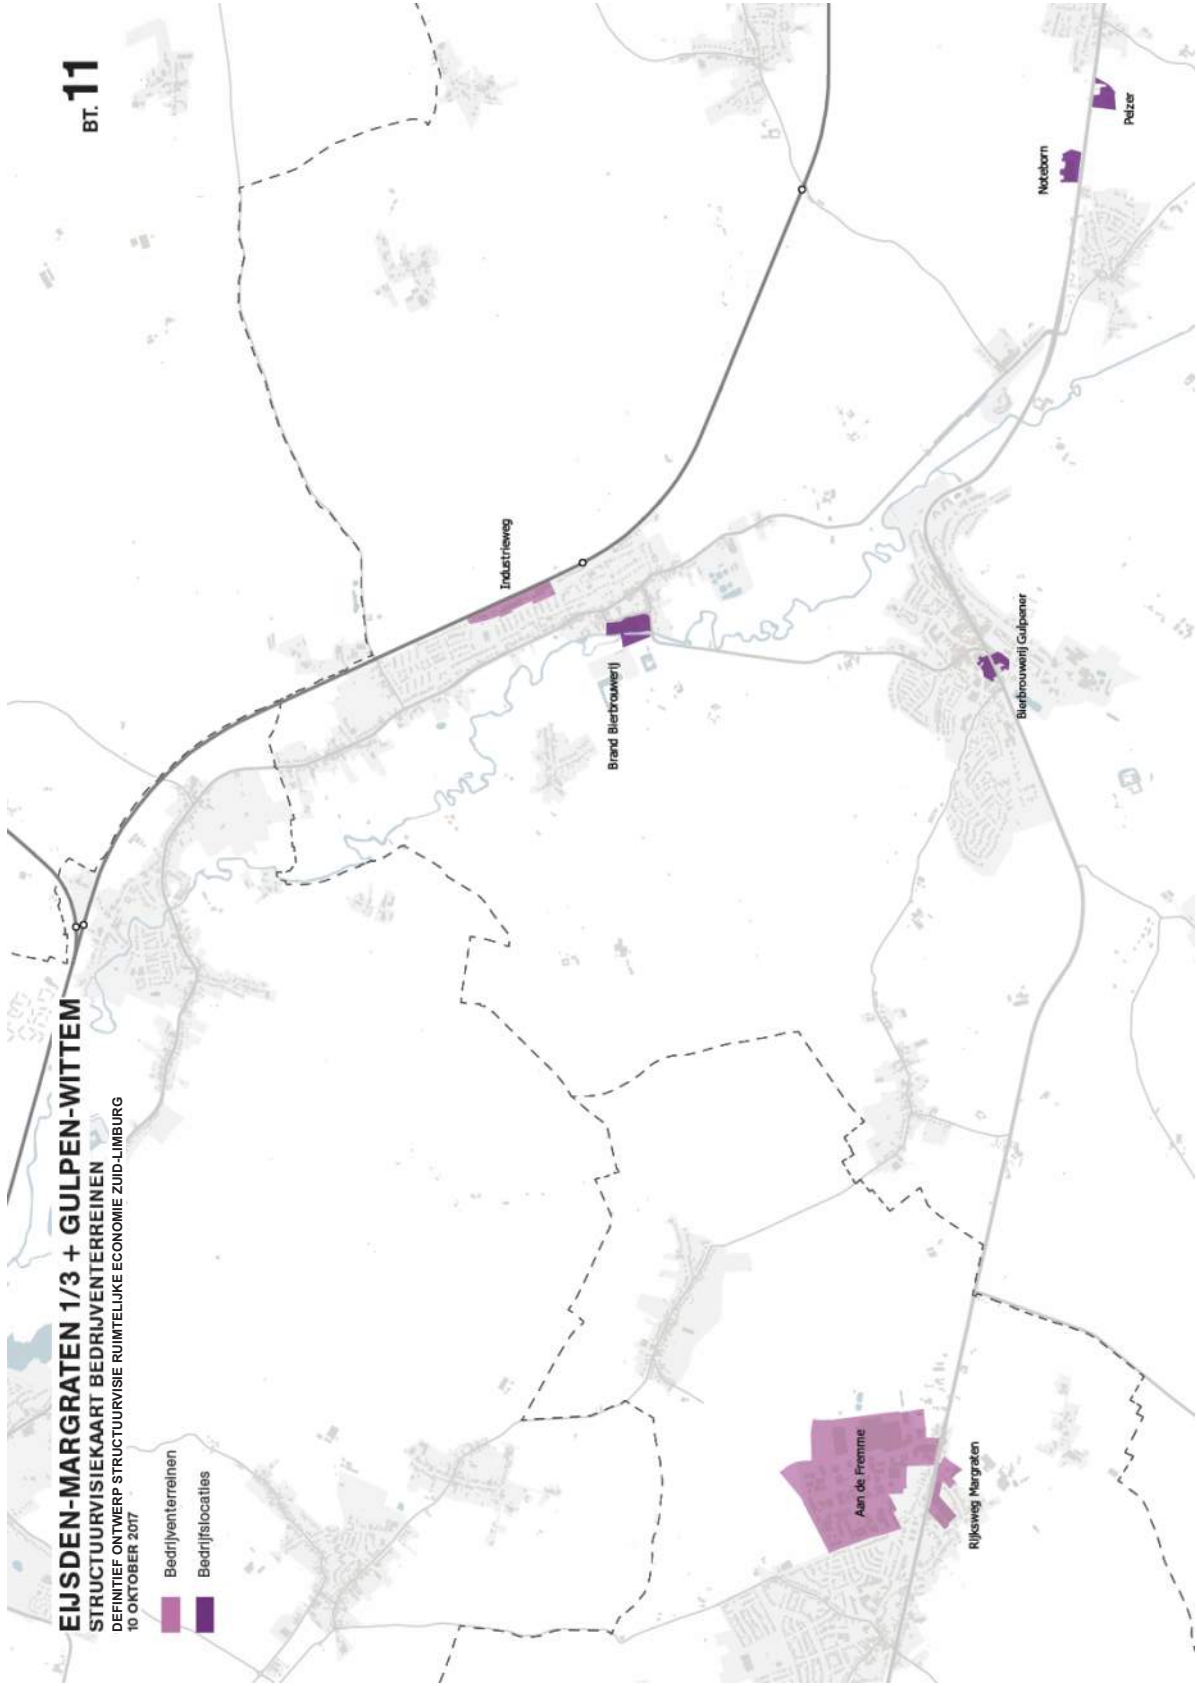 BT. 11
EIJSDEN-MARGRATEN 1/3 + GULPEN-WITTEM
STRUCTUURVISIEKAART BEDRIJVENTERREINEN
DEFINITIEF ONTWERP STRUCTUURVISIE RUIMTELIJKE ECONOMIE ZUID-LIMBURG
10 OKTOBER 2017
Bedrijventerreinen
Bedrijfslocaties
Industrieweg
Brand Bierbrouwerij
Noteborn
Pelzer
Bierbrouwerij Gulpener
Aan de Fremme
Rijksweg Margraten